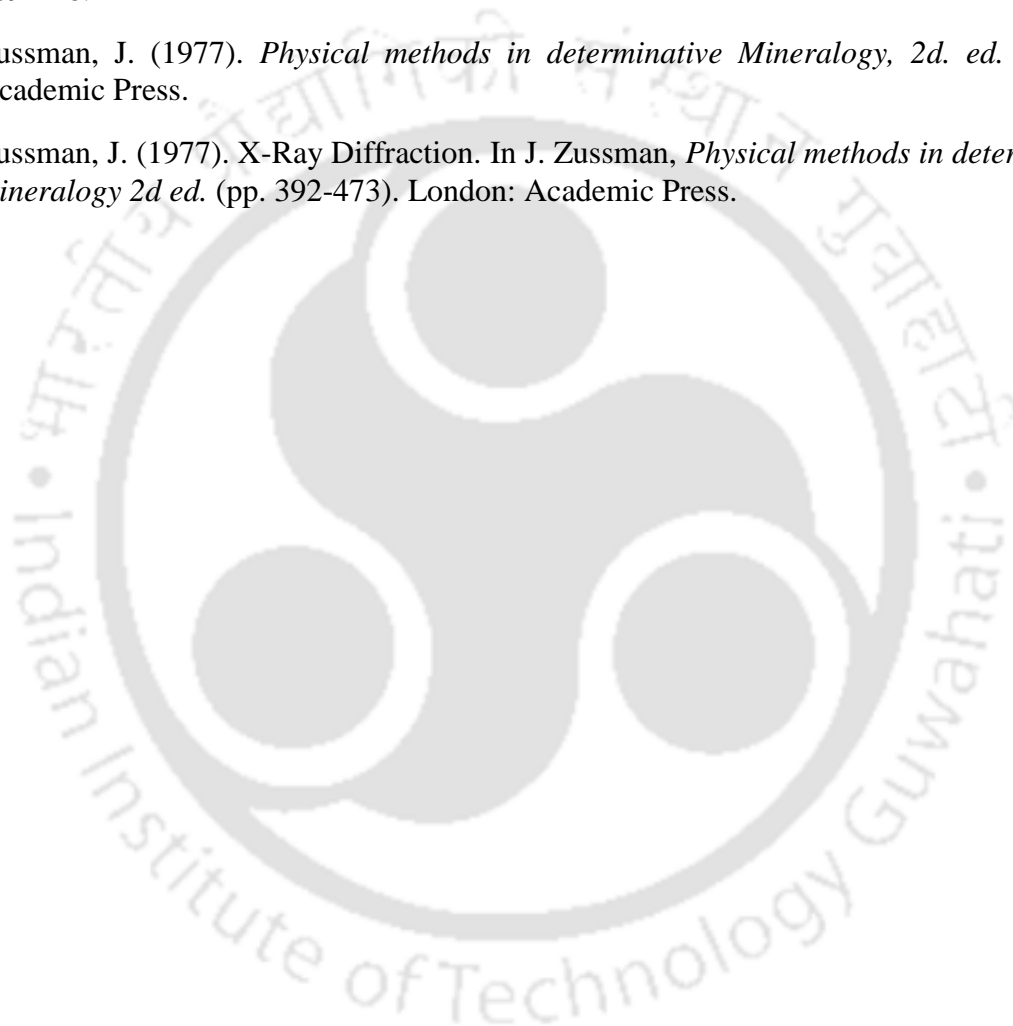 ussman, J. (1977). Physical methods in determinative Mineralogy, 2d. ed.
cademic Press.
ussman, J. (1977). X-Ray Diffraction. In J. Zussman, Physical methods in deter
ineralogy 2d ed. (pp. 392-473). London: Academic Press.
भारतीय प्रौद्योगिकी संस्थान गुवाहाटी
• Indian Institute of Technology Guwahati •